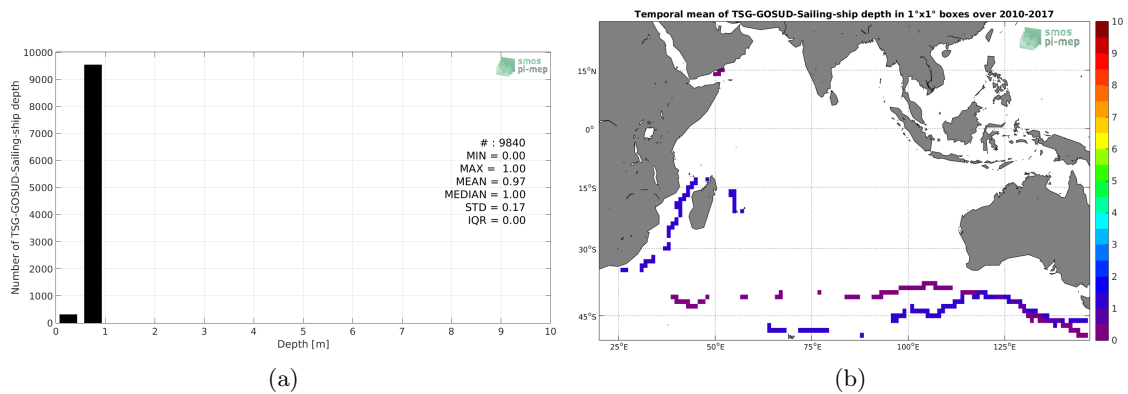 10000
9000
8000
7000
6000
5000
4000
3000
2000
1000
0
Number of TSG-GOSUD-Sailing-ship depth
smos
pi-mep
# : 9840
MIN = 0.00
MAX = 1.00
MEAN = 0.97
MEDIAN = 1.00
STD = 0.17
IQR = 0.00
0 1 2 3 4 5 6 7 8 9 10
Depth [m]
(a)
Temporal mean of TSG-GOSUD-Sailing-ship depth in 1°x1° boxes over 2010-2017
smos
pi-mep
15°N
0°
15°S
30°S
45°S
25°E 50°E 75°E 100°E 125°E
10
9
8
7
6
5
4
3
2
1
0
(b)